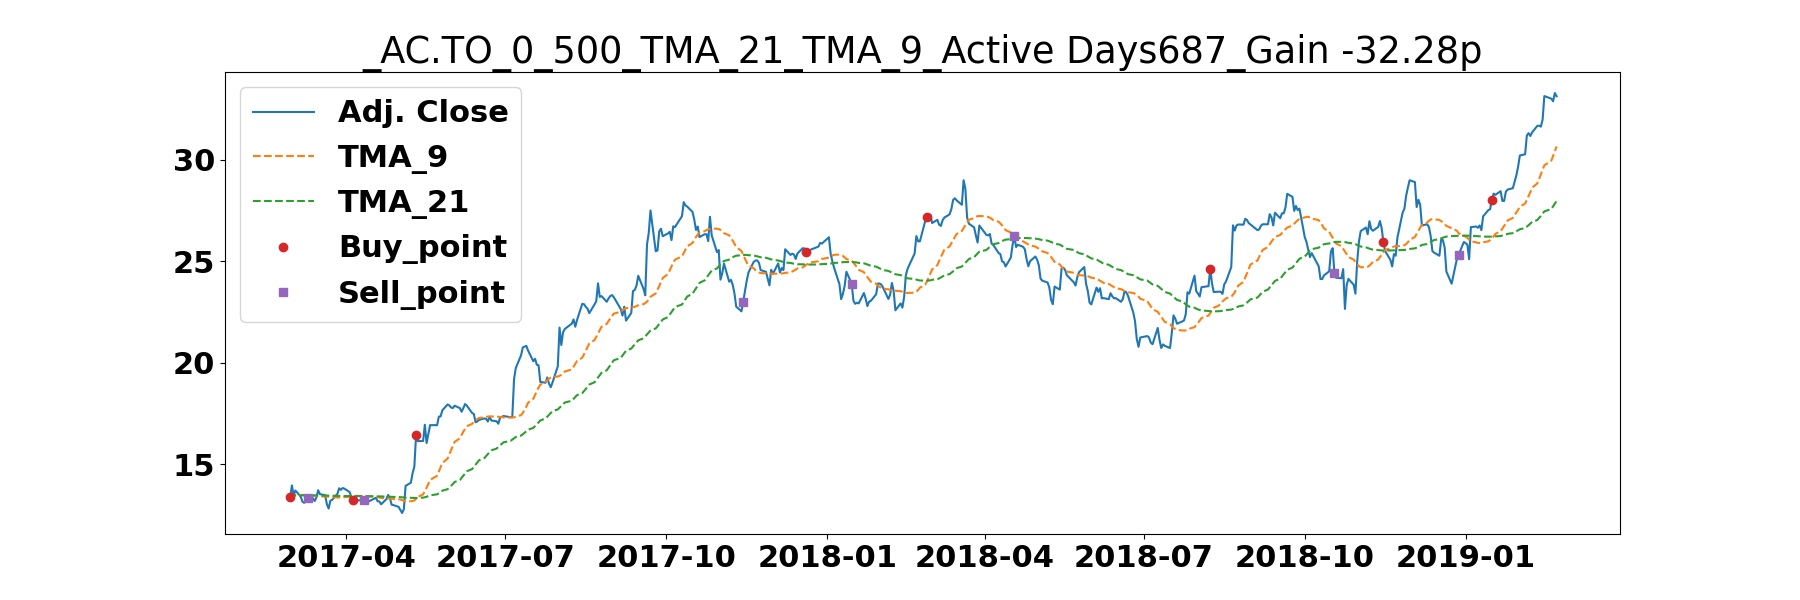 _AC.TO_0_500_TMA_21_TMA_9_Active Days687_Gain -32.28p
Adj. Close
TMA_9
TMA_21
Buy_point
Sell_point
30
25
20
15
2017-04 2017-07 2017-10 2018-01 2018-04 2018-07 2018-10 2019-01